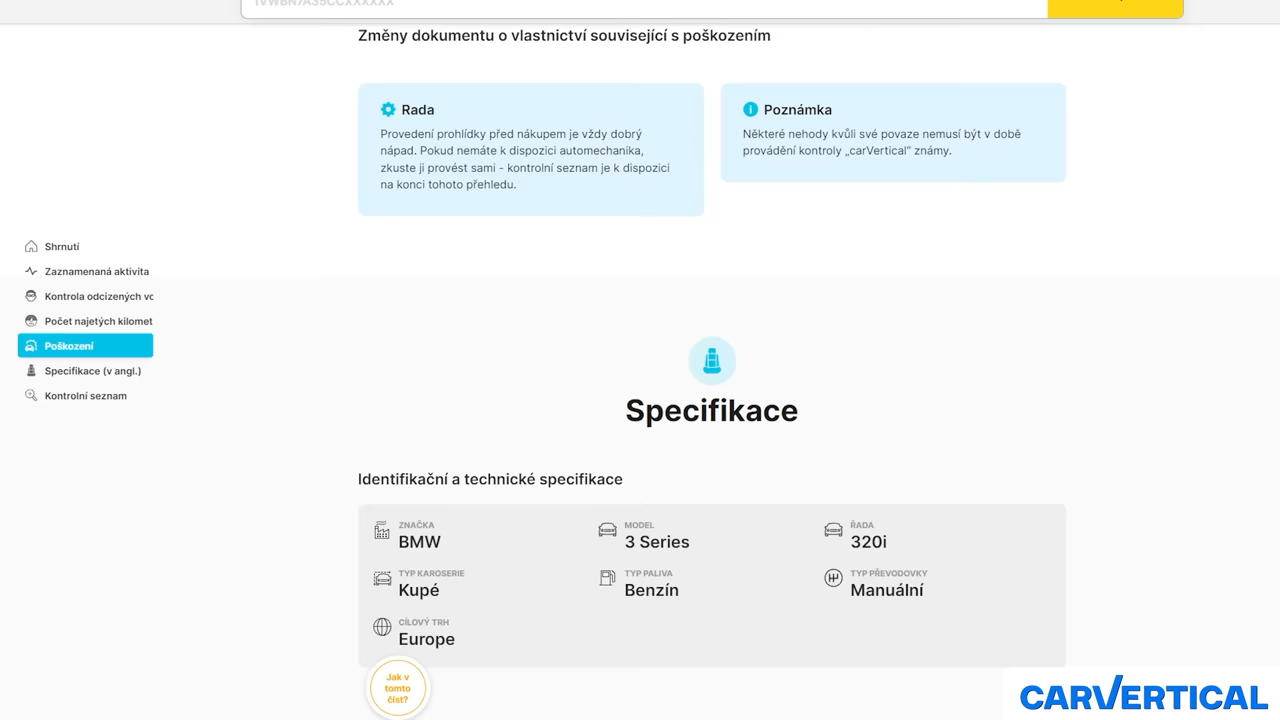 1VWBN7A35CCXXXXXX
Změny dokumentu o vlastnictví související s poškozením
Rada
Provedení prohlídky před nákupem je vždy dobrý
nápad. Pokud nemáte k dispozici automechanika,
zkuste ji provést sami - kontrolní seznam je k dispozici
na konci tohoto přehledu.
Poznámka
Některé nehody kvůli své povaze nemusí být v době
provádění kontroly „carVertical“ známy.
Shrnutí
Zaznamenaná aktivita
Kontrola odcizených vo
Počet najetých kilomet
Poškození
Specifikace (v angl.)
Kontrolní seznam
Specifikace
Identifikační a technické specifikace
ZNAČKA
BMW
MODEL
3 Series
ŘADA
320i
TYP KAROSERIE
Kupé
TYP PALIVA
Benzín
TYP PŘEVODOVKY
Manuální
CÍLOVÝ TRH
Europe
Jak v
tomto
číst?
CARVERTICAL